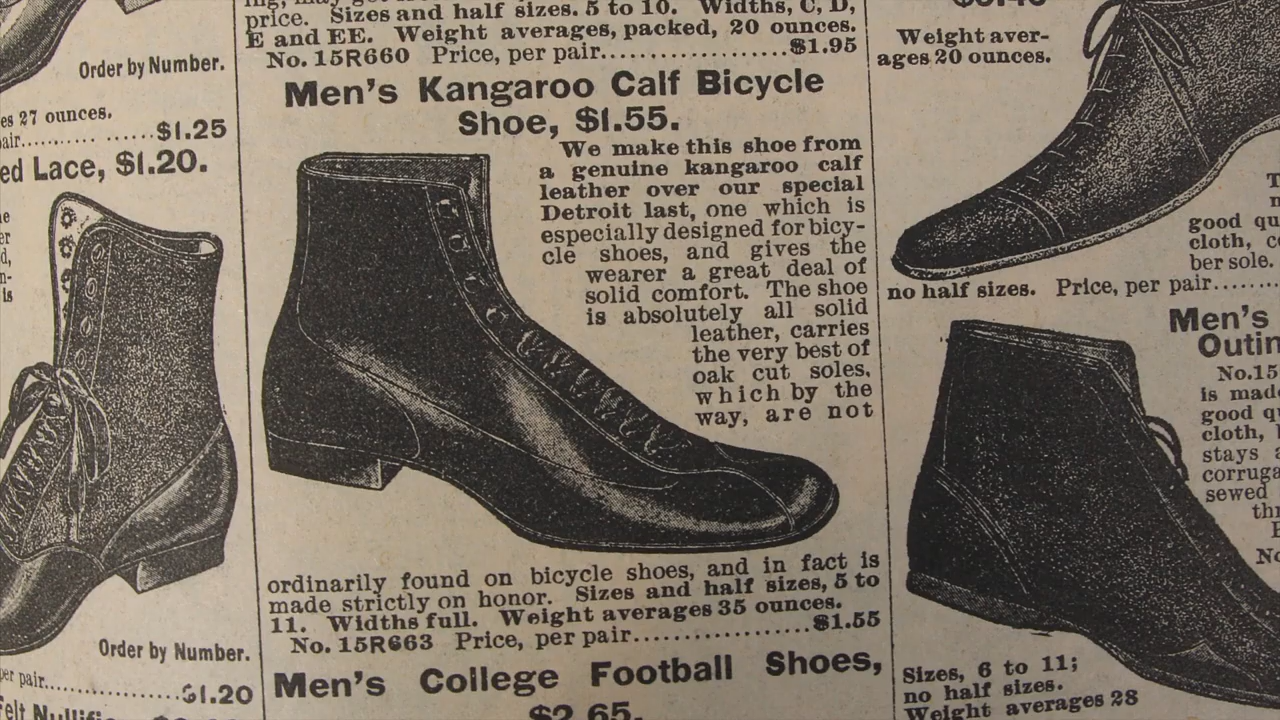 Order by Number.
es 27 ounces.
pair.............$1.25
ed Lace, $1.20.
is
Order by Number.
per pair....................$1.20
price. Sizes and half sizes. 5 to 10. Widths, C, D,
E and EE. Weight averages, packed, 20 ounces.
No. 15R660 Price, per pair....................$1.95
Men's Kangaroo Calf Bicycle
Shoe, $1.55.
We make this shoe from
a genuine kangaroo calf
leather over our special
Detroit last, one which is
especially designed for bicy-
cle shoes, and gives the
wearer a great deal of
solid comfort. The shoe
is absolutely all solid
leather, carries
the very best of
oak cut soles,
which by the
way, are not
ordinarily found on bicycle shoes, and in fact is
made strictly on honor. Sizes and half sizes, 5 to
11. Widths full. Weight averages 35 ounces.
No. 15R663 Price, per pair....................$1.55
Men's College Football Shoes,
$2.65.
Weight aver-
ages 20 ounces.
good qu
cloth, c
ber sole.
no half sizes. Price, per pair.......
Men's
Outin
No.15
is mad
good q
cloth,
stays
corruga
sewed
thr
No
Sizes, 6 to 11;
no half sizes.
Weight averages 28